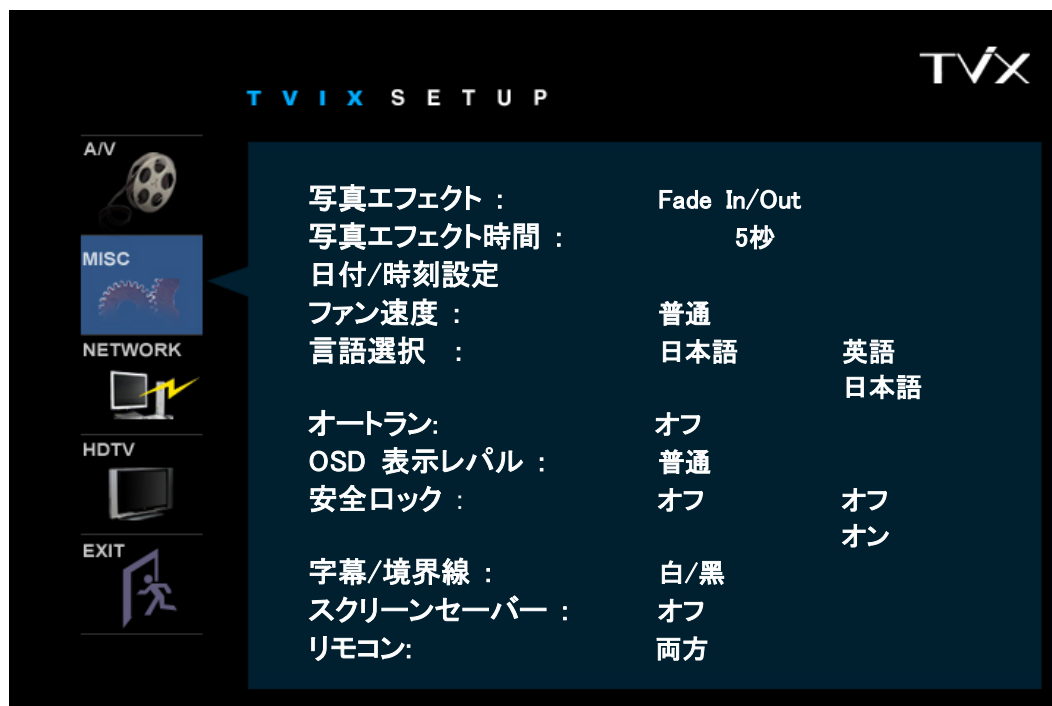 TViX
TVIX SETUP
A/V
MISC
NETWORK
HDTV
EXIT
写真エフェクト : Fade In/Out
写真エフェクト時間 : 5秒
日付/時刻設定
ファン速度 : 普通
言語選択 : 日本語 英語
日本語
オートラン: オフ
OSD 表示レパル : 普通
安全ロック : オフ オフ
オン
字幕/境界線 : 白/黑
スクリーンセーバー : オフ
リモコン: 両方